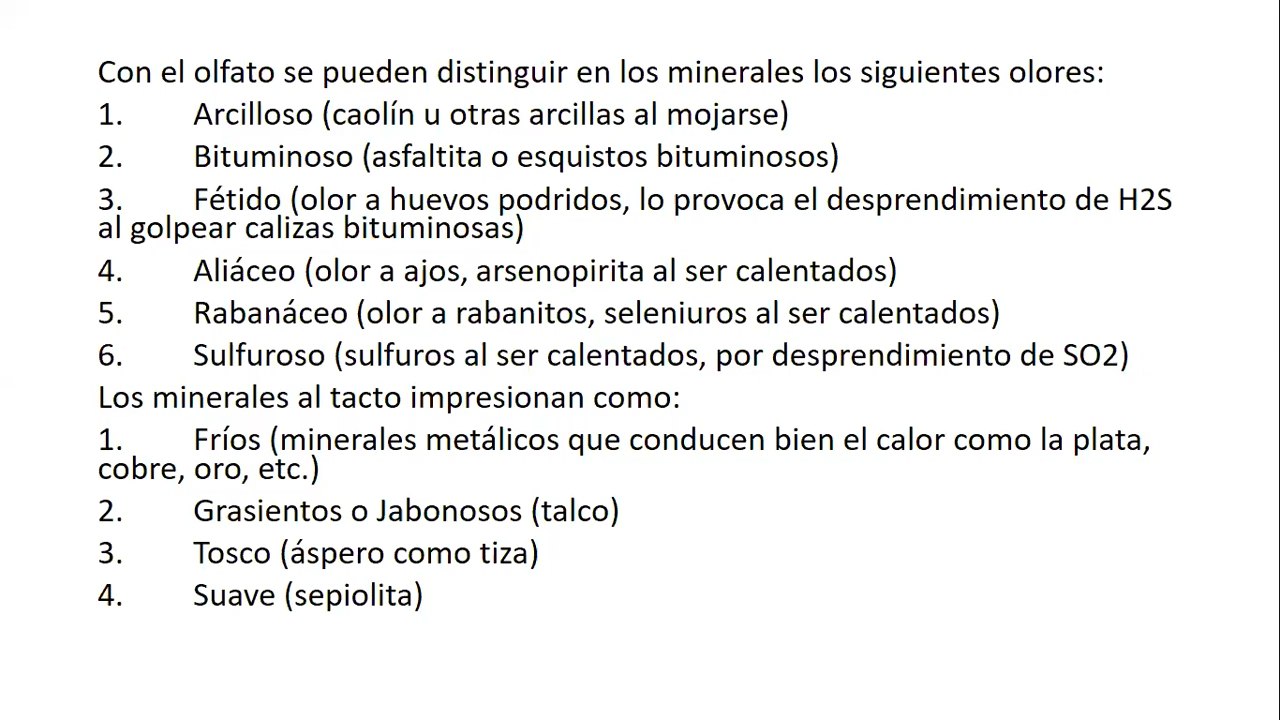 Con el olfato se pueden distinguir en los minerales los siguientes olores:
1. Arcilloso (caolín u otras arcillas al mojarse)
2. Bituminoso (asfaltita o esquistos bituminosos)
3. Fétido (olor a huevos podridos, lo provoca el desprendimiento de H2S
al golpear calizas bituminosas)
4. Aliáceo (olor a ajos, arsenopirita al ser calentados)
5. Rabanáceo (olor a rabanitos, seleniuros al ser calentados)
6. Sulfuroso (sulfuros al ser calentados, por desprendimiento de SO2)
Los minerales al tacto impresionan como:
1. Fríos (minerales metálicos que conducen bien el calor como la plata,
cobre, oro, etc.)
2. Grasientos o Jabonosos (talco)
3. Tosco (áspero como tiza)
4. Suave (sepiolita)